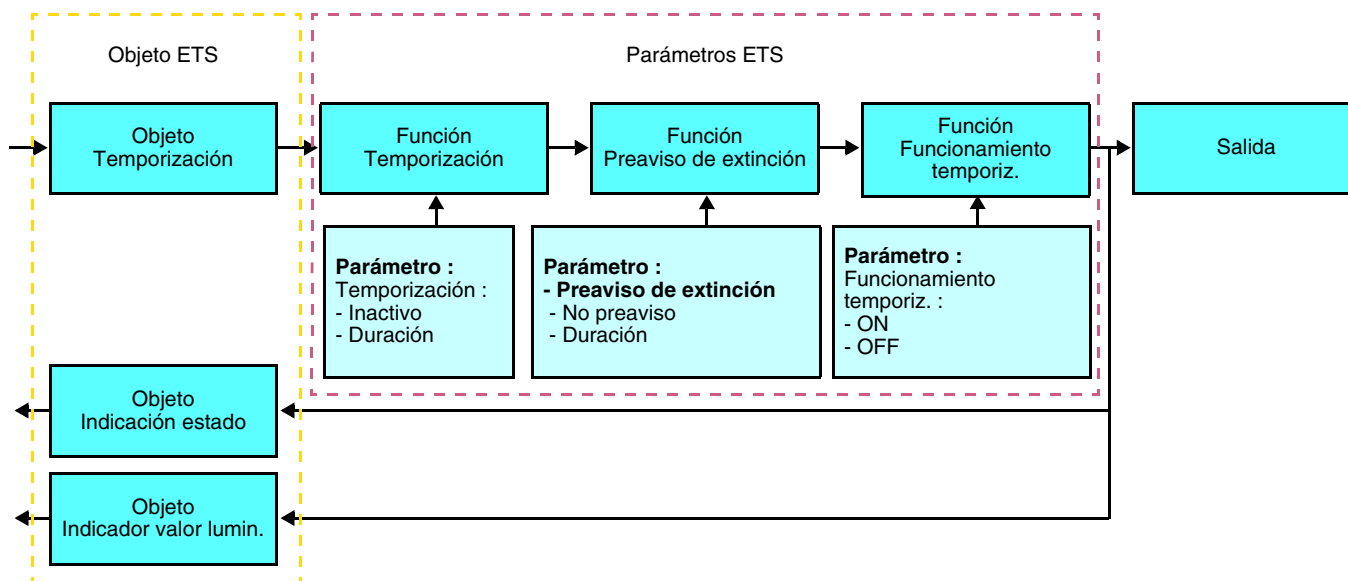 Objeto ETS
Parámetros ETS
Objeto
Temporización
Función
Temporización
Función
Preaviso de extinción
Función
Funcionamiento
temporiz.
Salida
Parámetro :
Temporización :
- Inactivo
- Duración
Parámetro :
- Preaviso de extinción
- No preaviso
- Duración
Parámetro :
Funcionamiento
temporiz. :
- ON
- OFF
Objeto
Indicación estado
Objeto
Indicador valor lumin.